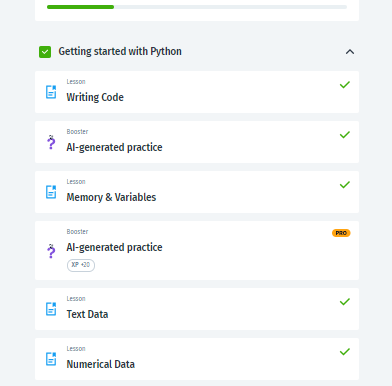 Getting started with Python
Lesson
Writing Code
Booster
AI-generated practice
Lesson
Memory & Variables
Booster
PRO
AI-generated practice
XP +20
Lesson
Text Data
Lesson
Numerical Data